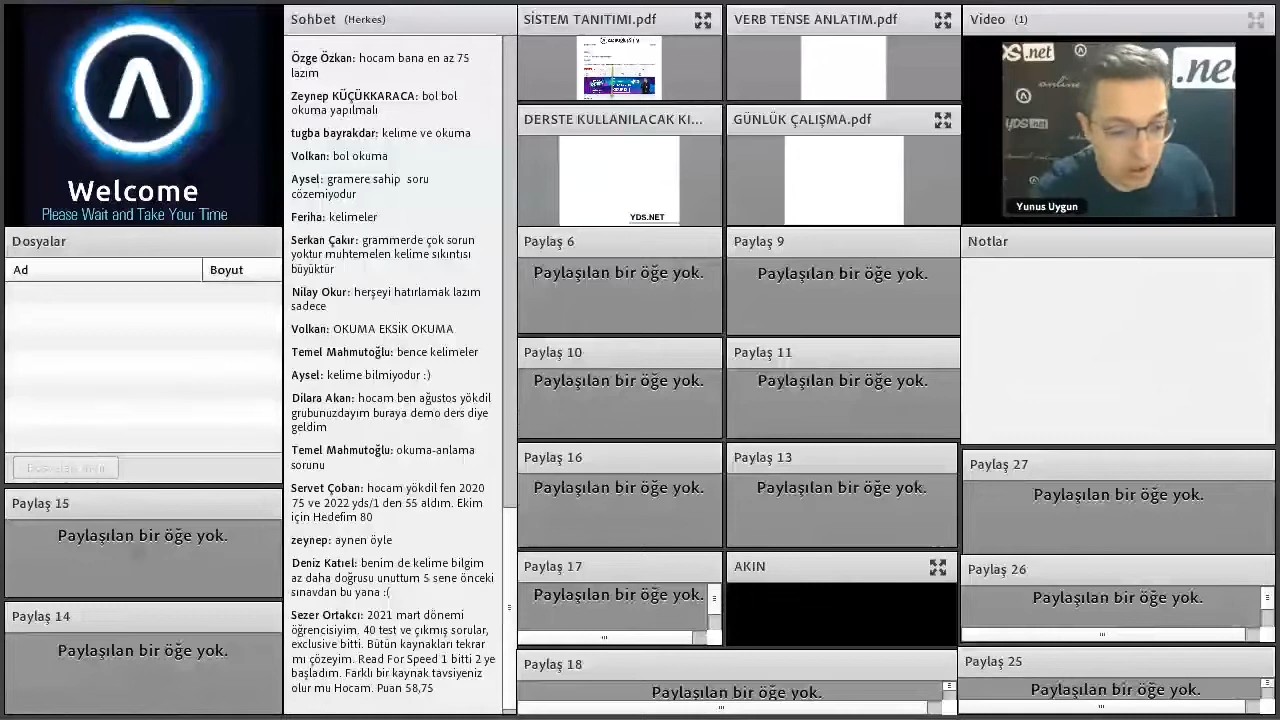 Welcome
Please Wait and Take Your Time
Dosyalar
Ad
Boyut
Paylaş 15
Paylaşılan bir öğe yok.
Paylaş 14
Paylaşılan bir öğe yok.
Sohbet (Herkes)
Özge Özkan: hocam bana en az 75
lazım
Zeynep KÜÇÜKKARACA: bol bol
okuma yapılmalı
tugba bayrakdar: kelime ve okuma
Volkan: bol okuma
Aysel: gramere sahip soru
cözemiyodur
Feriha: kelimeler
Serkan Çakır: grammerde çok sorun
yoktur muhtemelen kelime sıkıntısı
büyüktür
Nilay Okur: herşeyi hatırlamak lazım
sadece
Volkan: OKUMA EKSİK OKUMA
Temel Mahmutoğlu: bence kelimeler
Aysel: kelime bilmiyodur :)
Dilara Akan: hocam ben ağustos yökdil
grubunuzdayım buraya demo ders diye
geldim
Temel Mahmutoğlu: okuma-anlama
sorunu
Servet Çoban: hocam yökdil fen 2020
75 ve 2022 yds/1 den 55 aldım. Ekim
için Hedefim 80
zeynep: aynen öyle
Deniz Katıel: benim de kelime bilgim
az daha doğrusu unuttum 5 sene önceki
sınavdan bu yana :(
Sezer Ortakcı: 2021 mart dönemi
öğrencisiyim. 40 test ve çıkmış sorular,
exclusive bitti. Bütün kaynakları tekrar
mı çözeyim. Read For Speed 1 bitti 2 ye
başladım. Farklı bir kaynak tavsiyeniz
olur mu Hocam. Puan 58,75
SİSTEM TANITIMI.pdf
VERB TENSE ANLATIM.pdf
DERSTE KULLANILACAK KI...
YDS.NET
GÜNLÜK ÇALIŞMA.pdf
Paylaş 6
Paylaşılan bir öğe yok.
Paylaş 9
Paylaşılan bir öğe yok.
Paylaş 10
Paylaşılan bir öğe yok.
Paylaş 11
Paylaşılan bir öğe yok.
Paylaş 16
Paylaşılan bir öğe yok.
Paylaş 13
Paylaşılan bir öğe yok.
Paylaş 17
Paylaşılan bir öğe yok.
AKIN
Paylaş 18
Paylaşılan bir öğe yok.
Video (1)
.net
online
YDS.net
Yunus Uygun
Notlar
Paylaş 27
Paylaşılan bir öğe yok.
Paylaş 26
Paylaşılan bir öğe yok.
Paylaş 25
Paylaşılan bir öğe yok.